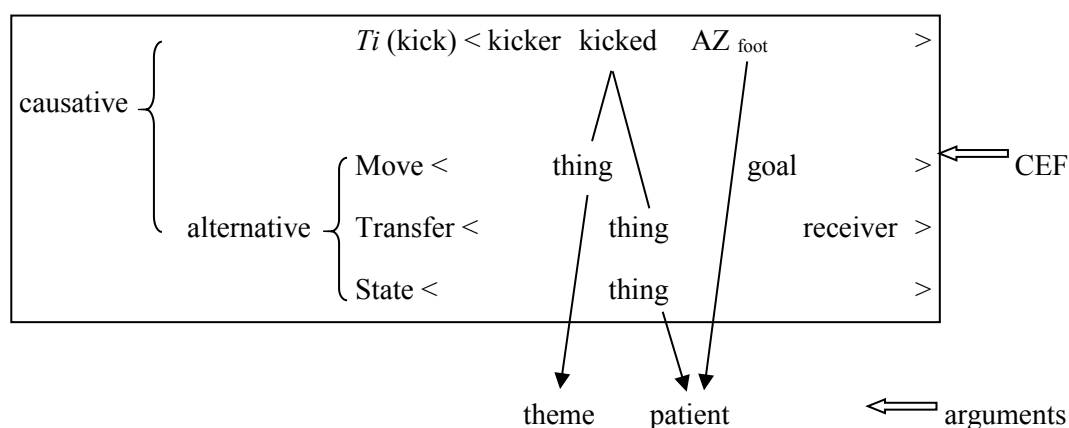 Ti (kick) < kicker kicked AZ foot >
causative
Move < thing goal > CEF
alternative Transfer < thing receiver >
State < thing >
theme patient arguments